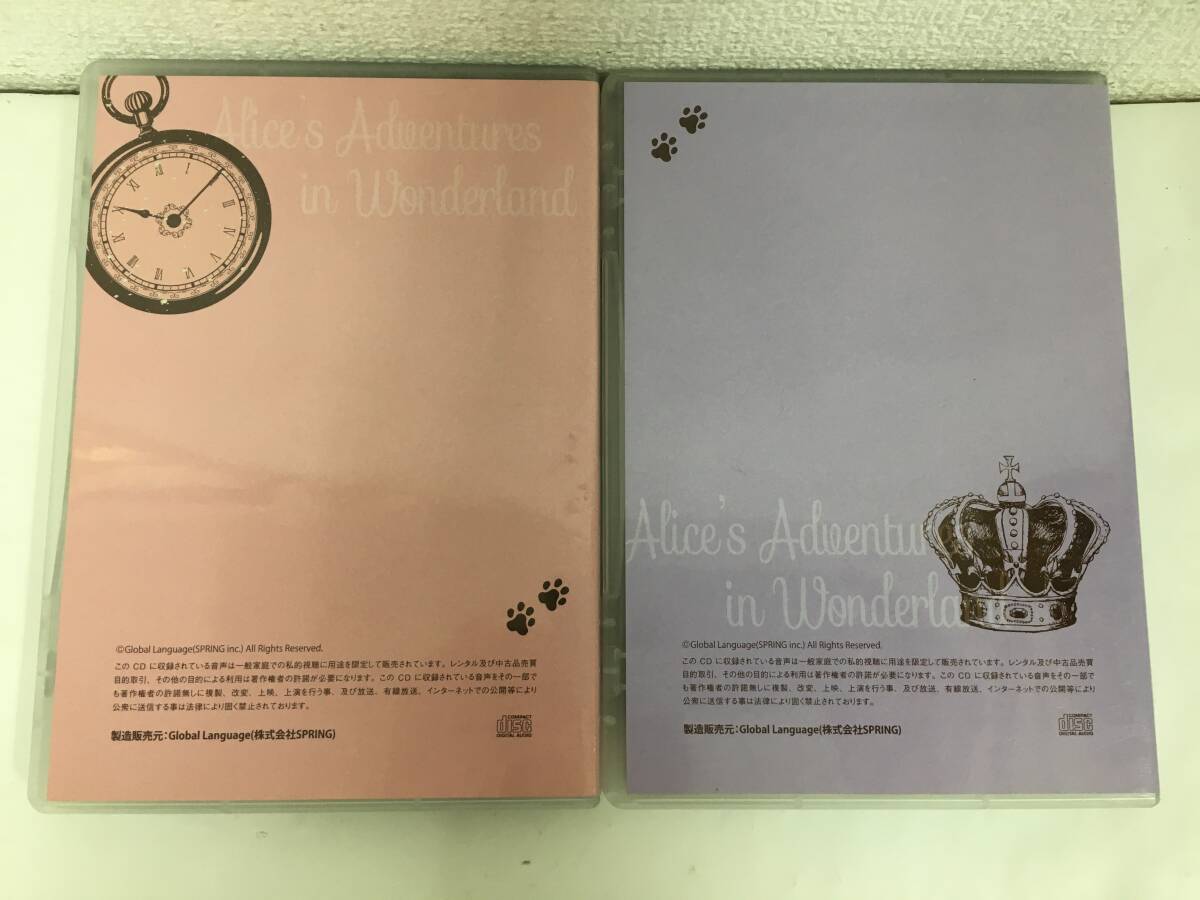 Alice's Adventures
in Wonderland
©Global Language(SPRING inc.) All Rights Reserved.
この CD に収録されている音声は一般家庭での私的視聴に用途を限定して販売されています。レンタル及び中古品売買
目的取引、その他の目的による利用は著作権者の許諾が必要になります。この CD に収録されている音声をその一部で
も著作権者の許諾無しに複製、改変、上映、上演を行う事、及び放送、有線放送、インターネットでの公開等により
公衆に送信する事は法律により固く禁止されております。
COMPACT
disc
DIGITAL AUDIO
製造販売元：Global Language(株式会社SPRING)
Alice's Adventure
in Wonderla
©Global Language(SPRING inc.) All Rights Reserved.
この CD に収録されている音声は一般家庭での私的視聴に用途を限定して販売されています。レンタル及び中古品売買
目的取引、その他の目的による利用は著作権者の許諾が必要になります。この CD に収録されている音声をその一部で
も著作権者の許諾無しに複製、改変、上映、上演を行う事、及び放送、有線放送、インターネットでの公開等により
公衆に送信する事は法律により固く禁止されております。
COMPACT
disc
DIGITAL AUDIO
製造販売元：Global Language(株式会社SPRING)